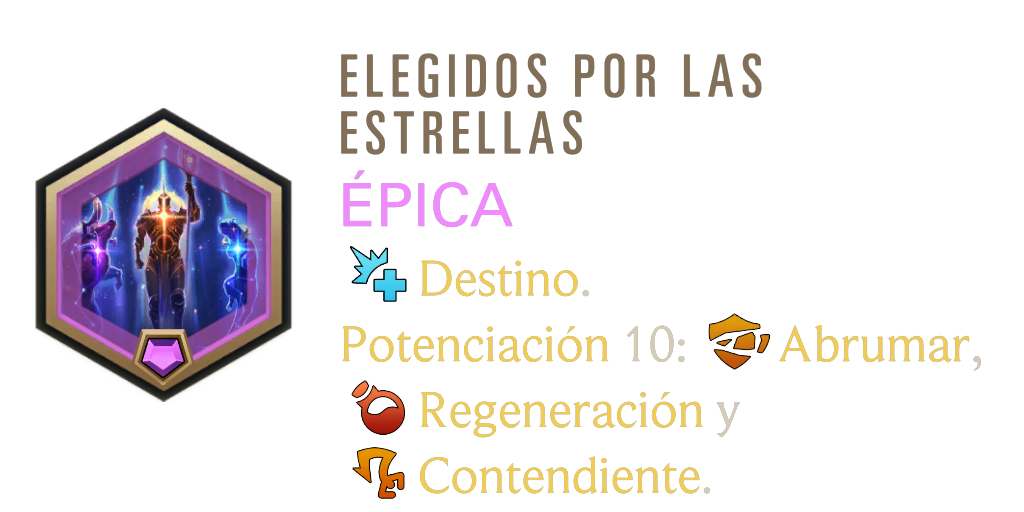 ELEGIDOS POR LAS
ESTRELLAS
ÉPICA
Destino.
Potenciación 10: Abrumar,
Regeneración y
Contendiente.